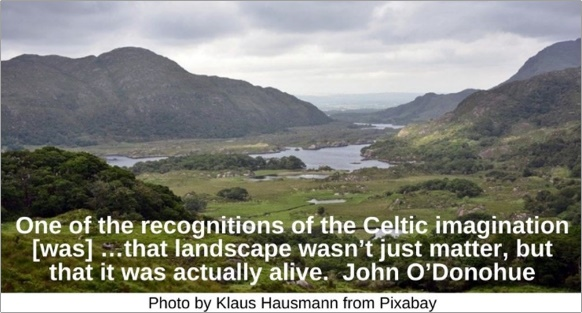 One of the recognitions of the Celtic imagination
[was] …that landscape wasn’t just matter, but
that it was actually alive.  John O’Donohue
Photo by Klaus Hausmann from Pixabay